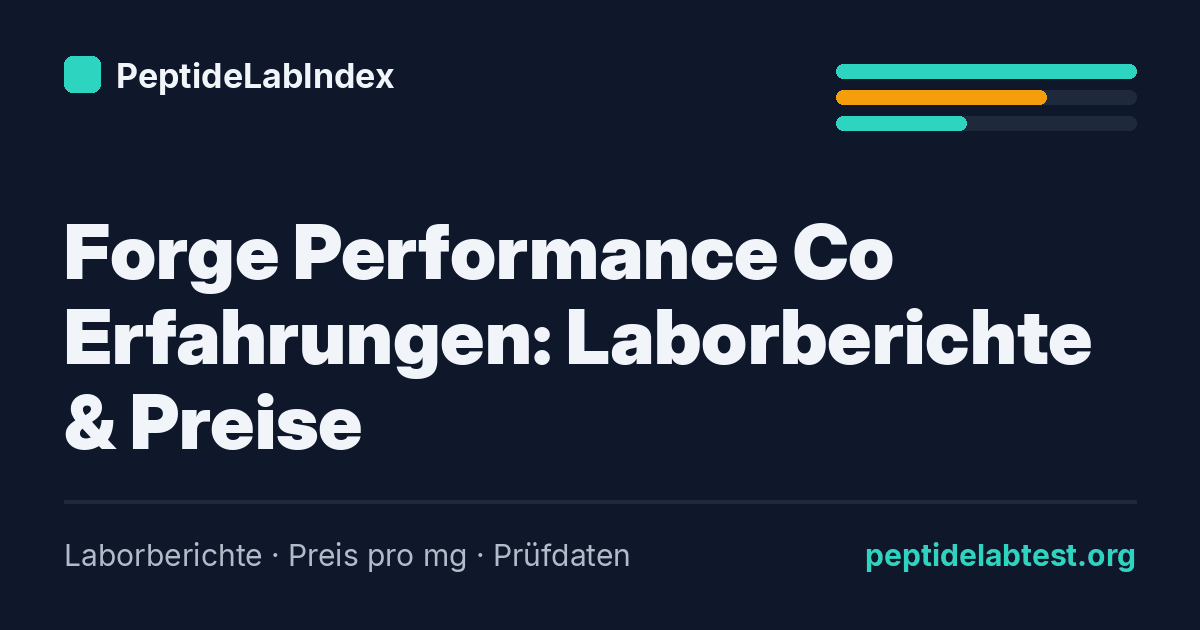 PeptideLabIndex
Forge Performance Co
Erfahrungen: Laborberichte
& Preise
Laborberichte · Preis pro mg · Prüfdaten
peptidelabtest.org